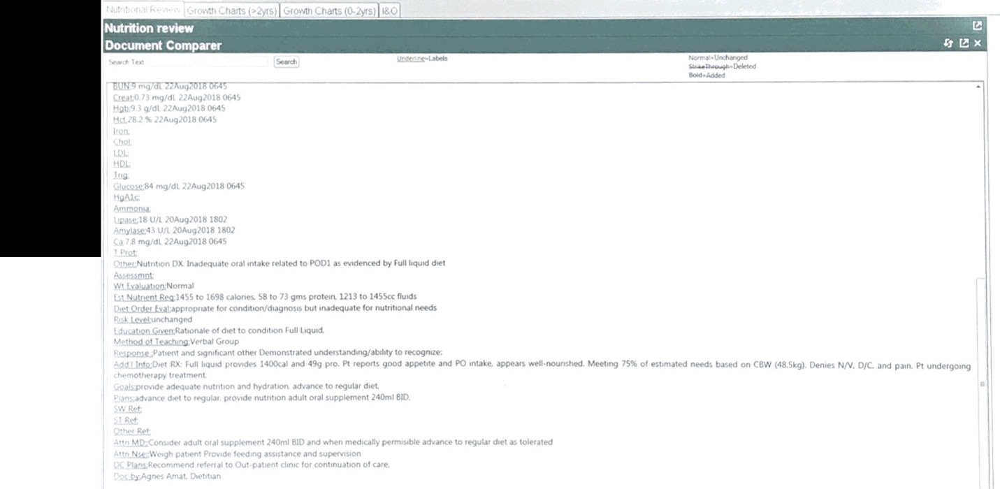 Nutritional Review Growth Charts (>2yrs) Growth Charts (0-2yrs) I&O
Nutrition review
Document Comparer
Search Text Search Underline=Labels Normal=Unchanged
StrikeThrough=Deleted
Bold=Added
BUN:9 mg/dL 22Aug2018 0645
Creat:0.73 mg/dL 22Aug2018 0645
Hgb:9.3 g/dL 22Aug2018 0645
Hct:28.2 % 22Aug2018 0645
Iron:
Chol:
LDL:
HDL:
Trig:
Glucose:84 mg/dL 22Aug2018 0645
HgA1c:
Ammonia:
Lipase:18 U/L 20Aug2018 1802
Amylase:43 U/L 20Aug2018 1802
Ca:7.8 mg/dL 22Aug2018 0645
T Prot:
Other:Nutrition DX: Inadequate oral intake related to POD1 as evidenced by Full liquid diet
Assessmnt:
Wt Evaluation:Normal
Est Nutrient Req:1455 to 1698 calories, 58 to 73 gms protein, 1213 to 1455cc fluids
Diet Order Eval:appropriate for condition/diagnosis but inadequate for nutritional needs
Risk Level:unchanged
Education Given:Rationale of diet to condition Full Liquid,
Method of Teaching:Verbal Group
Response :Patient and significant other Demonstrated understanding/ability to recognize:
Add'l Info:Diet RX: Full liquid provides 1400cal and 49g pro. Pt reports good appetite and PO intake, appears well-nourished. Meeting 75% of estimated needs based on CBW (48.5kg). Denies N/V, D/C, and pain. Pt undergoing
chemotherapy treatment.
Goals:provide adequate nutrition and hydration, advance to regular diet,
Plans:advance diet to regular, provide nutrition adult oral supplement 240ml BID,
SW Ref:
ST Ref:
Other Ref:
Attn MD:Consider adult oral supplement 240ml BID and when medically permisible advance to regular diet as tolerated
Attn Nse:Weigh patient Provide feeding assistance and supervision
DC Plans:Recommend referral to Out-patient clinic for continuation of care,
Doc by:Agnes Amat, Dietitian